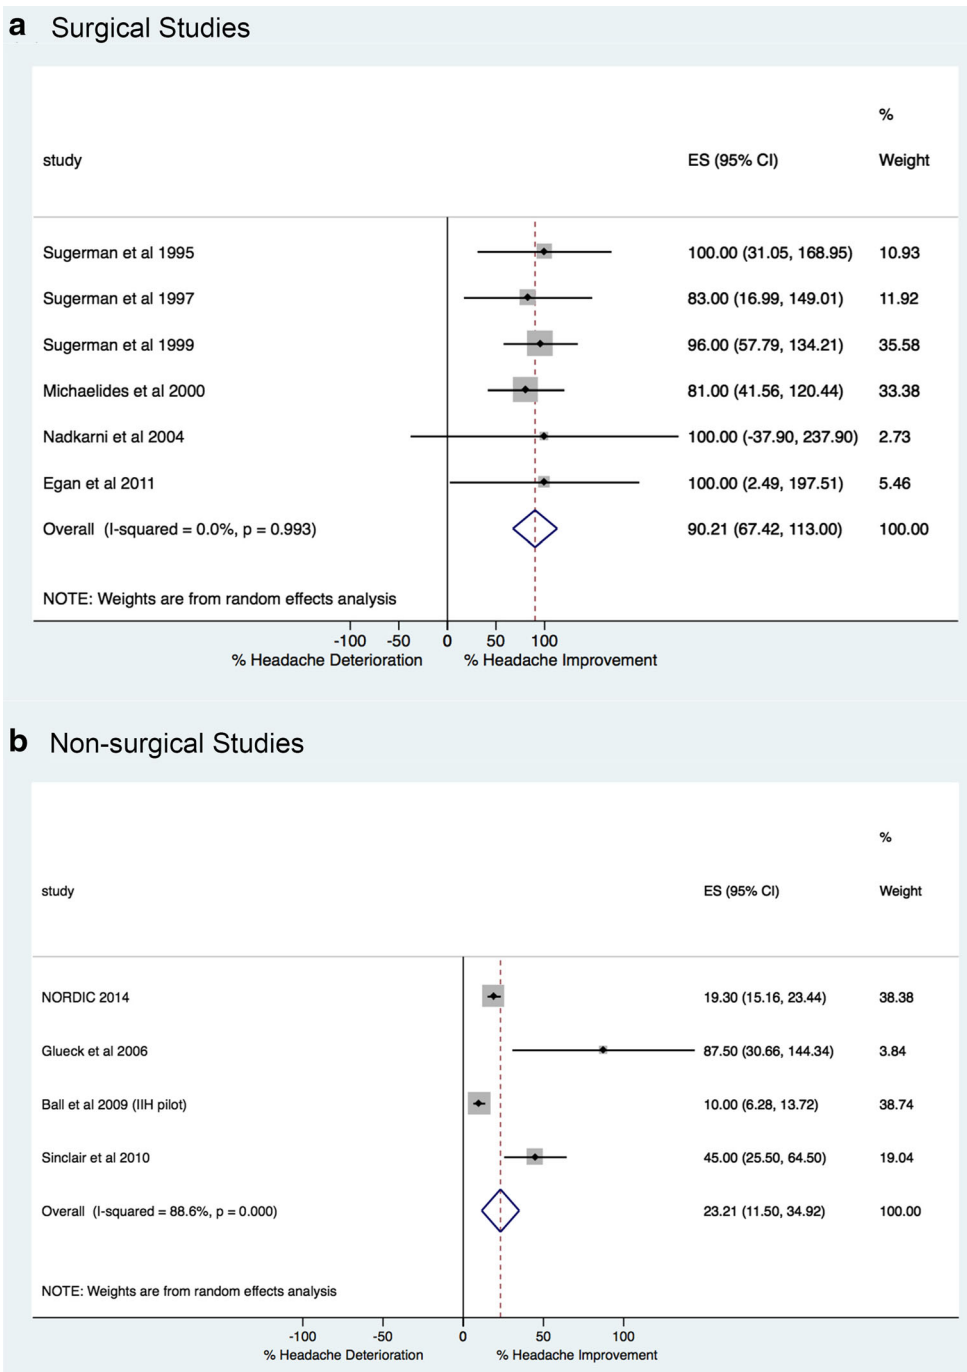 a Surgical Studies
%
study ES (95% CI) Weight
Sugerman et al 1995 100.00 (31.05, 168.95) 10.93
Sugerman et al 1997 83.00 (16.99, 149.01) 11.92
Sugerman et al 1999 96.00 (57.79, 134.21) 35.58
Michaelides et al 2000 81.00 (41.56, 120.44) 33.38
Nadkarni et al 2004 100.00 (-37.90, 237.90) 2.73
Egan et al 2011 100.00 (2.49, 197.51) 5.46
Overall (I-squared = 0.0%, p = 0.993) 90.21 (67.42, 113.00) 100.00
NOTE: Weights are from random effects analysis
-100 -50 0 50 100
% Headache Deterioration % Headache Improvement
b Non-surgical Studies
%
study ES (95% CI) Weight
NORDIC 2014 19.30 (15.16, 23.44) 38.38
Glueck et al 2006 87.50 (30.66, 144.34) 3.84
Ball et al 2009 (IIH pilot) 10.00 (6.28, 13.72) 38.74
Sinclair et al 2010 45.00 (25.50, 64.50) 19.04
Overall (I-squared = 88.6%, p = 0.000) 23.21 (11.50, 34.92) 100.00
NOTE: Weights are from random effects analysis
-100 -50 0 50 100
% Headache Deterioration % Headache Improvement